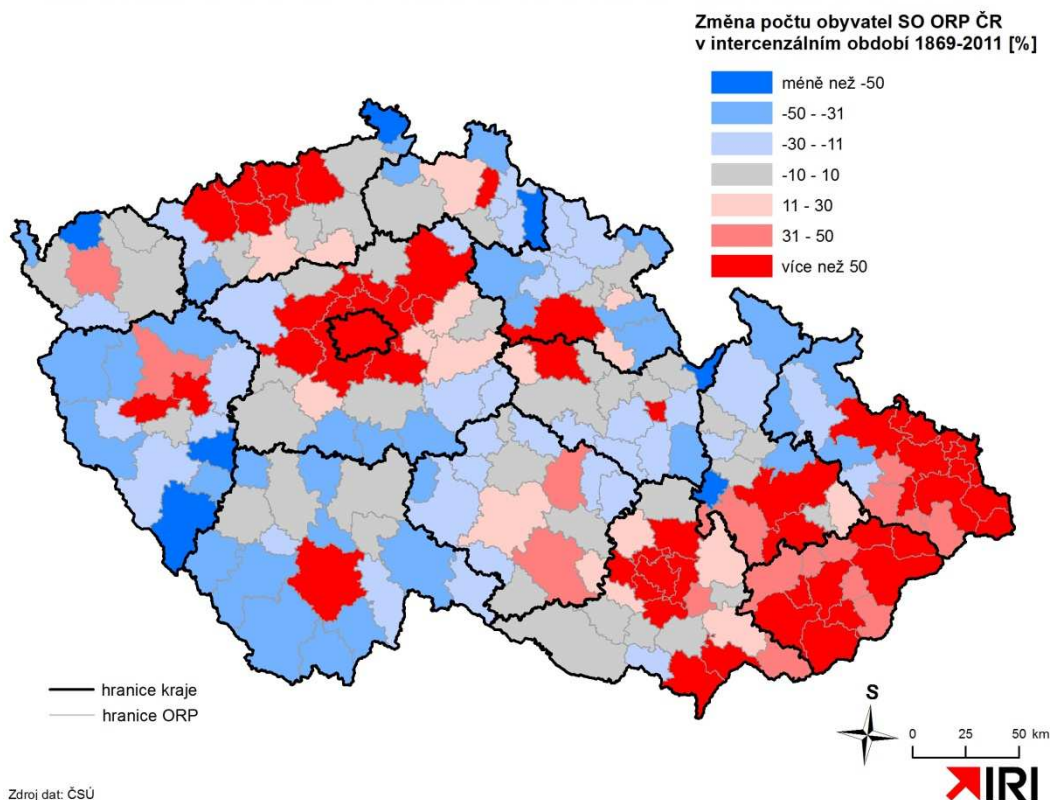 Změna počtu obyvatel SO ORP ČR
v intercenzálním období 1869-2011 [%]
méně než -50
-50 - -31
-30 - -11
-10 - 10
11 - 30
31 - 50
více než 50
hranice kraje
hranice ORP
S
0 25 50 km
IRI
Zdroj dat: ČSÚ